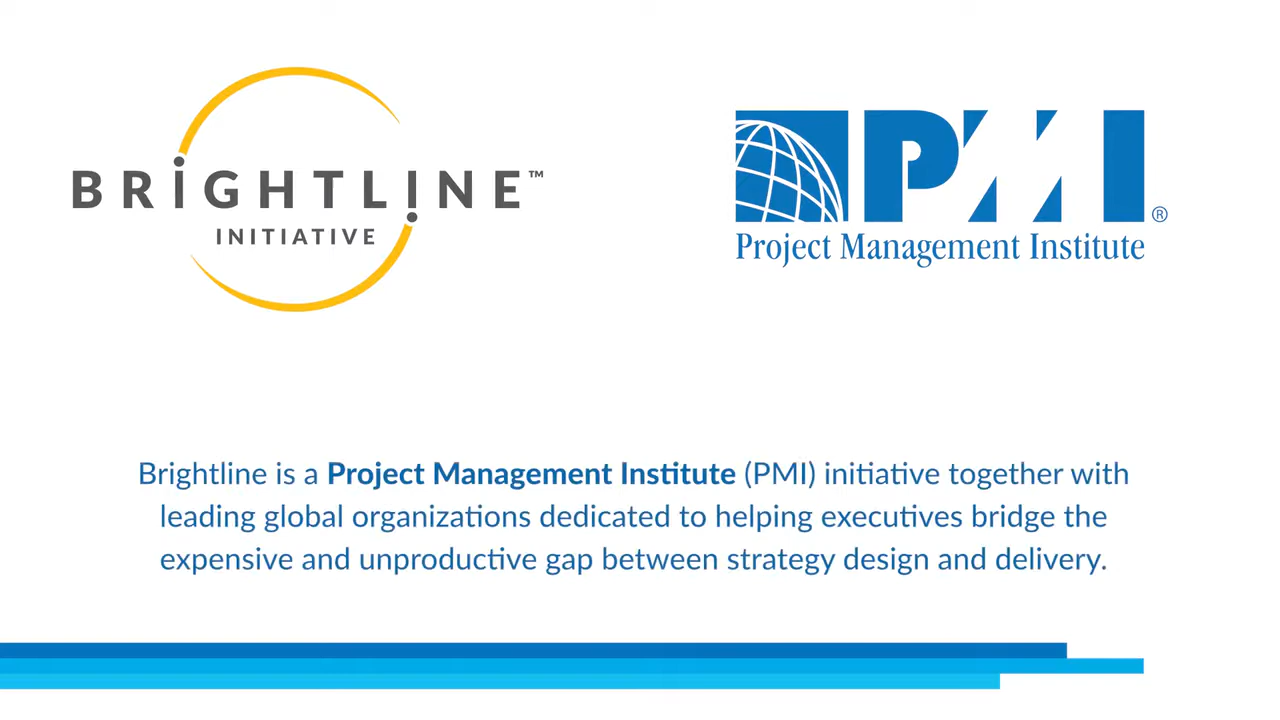 BRIGHTLINE™
INITIATIVE
PMI®
Project Management Institute
Brightline is a Project Management Institute (PMI) initiative together with
leading global organizations dedicated to helping executives bridge the
expensive and unproductive gap between strategy design and delivery.